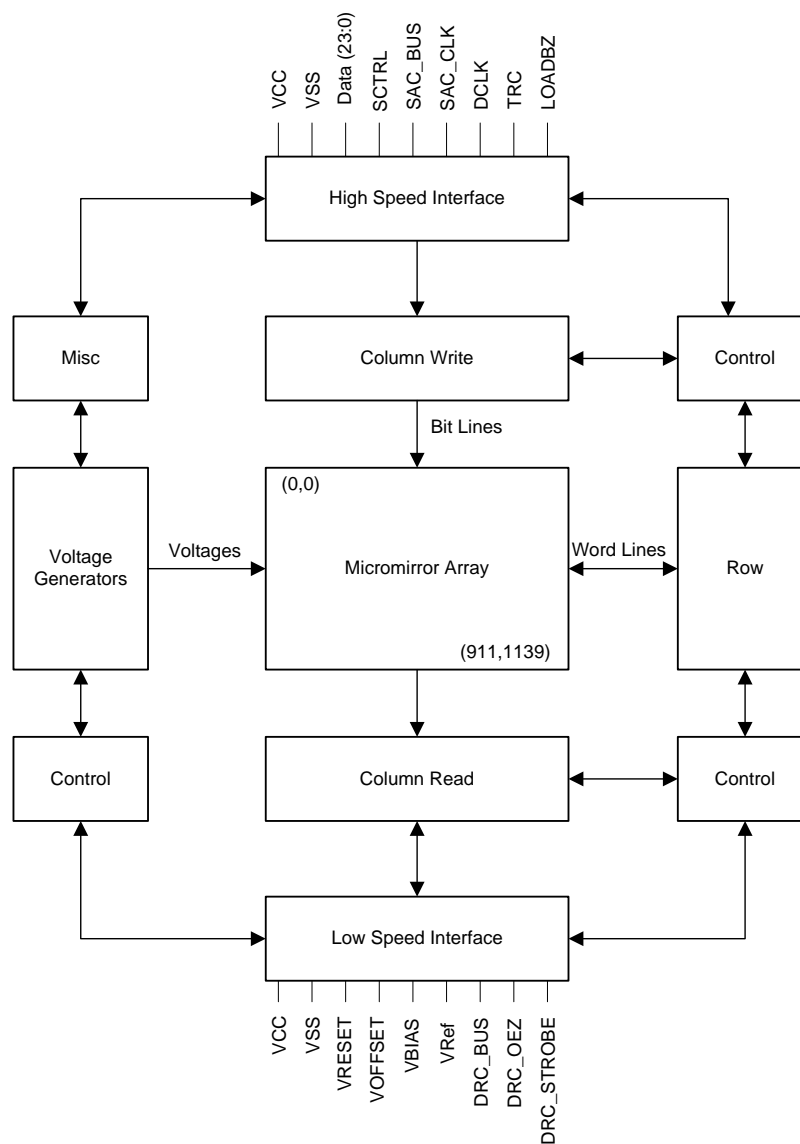 VCC
VSS
Data (23:0)
SCTRL
SAC_BUS
SAC_CLK
DCLK
TRC
LOADBZ
High Speed Interface
Misc
Column Write
Control
Bit Lines
(0,0)
Voltage
Generators
Voltages
Micromirror Array
Word Lines
Row
(911,1139)
Control
Column Read
Control
Low Speed Interface
VCC
VSS
VRESET
VOFFSET
VBIAS
VRef
DRC_BUS
DRC_OEZ
DRC_STROBE